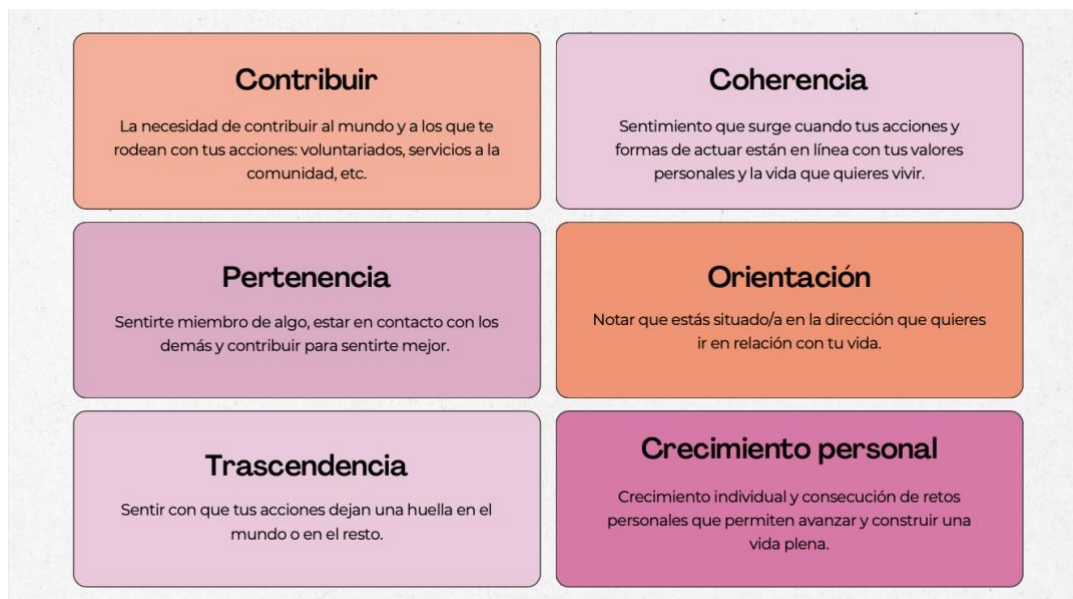 Contribuir
La necesidad de contribuir al mundo y a los que te
rodean con tus acciones: voluntariados, servicios a la
comunidad, etc.
Coherencia
Sentimiento que surge cuando tus acciones y
formas de actuar están en línea con tus valores
personales y la vida que quieres vivir.
Pertenencia
Sentirte miembro de algo, estar en contacto con los
demás y contribuir para sentirte mejor.
Orientación
Notar que estás situado/a en la dirección que quieres
ir en relación con tu vida.
Trascendencia
Sentir con que tus acciones dejan una huella en el
mundo o en el resto.
Crecimiento personal
Crecimiento individual y consecución de retos
personales que permiten avanzar y construir una
vida plena.